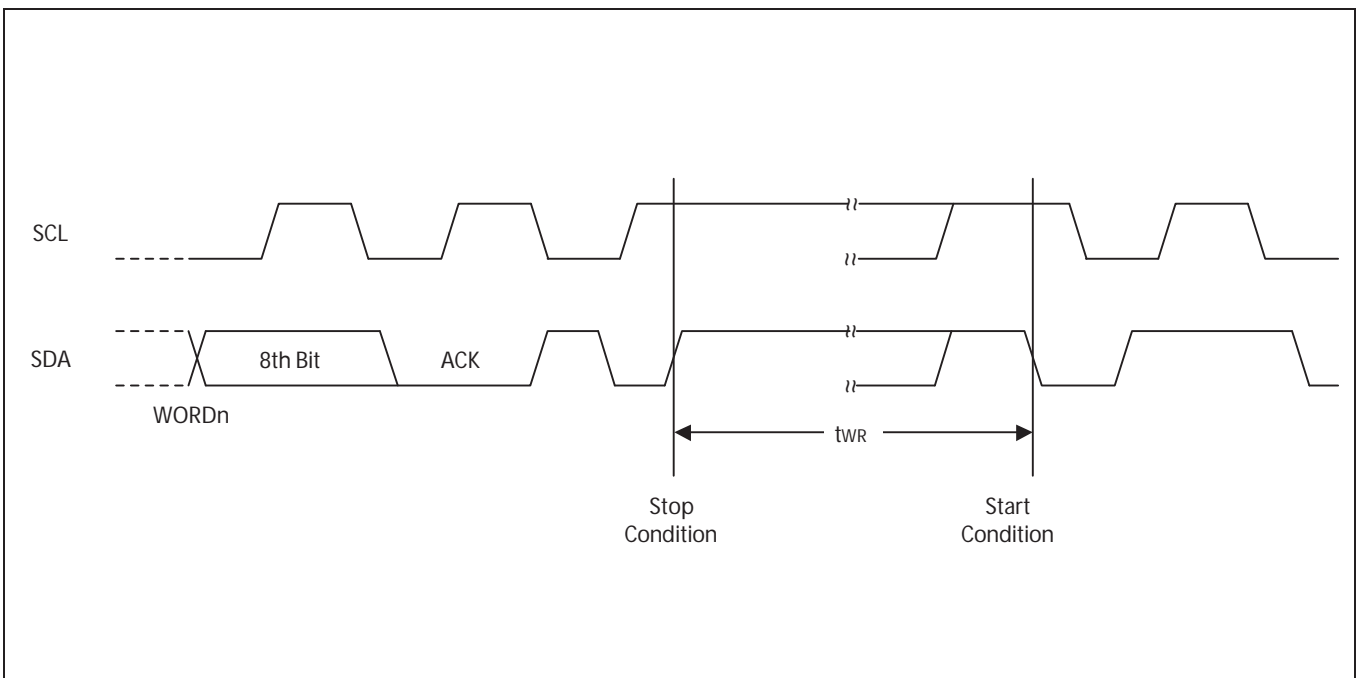 SCL
SDA
8th Bit
ACK
WORDn
tWR
Stop
Condition
Start
Condition